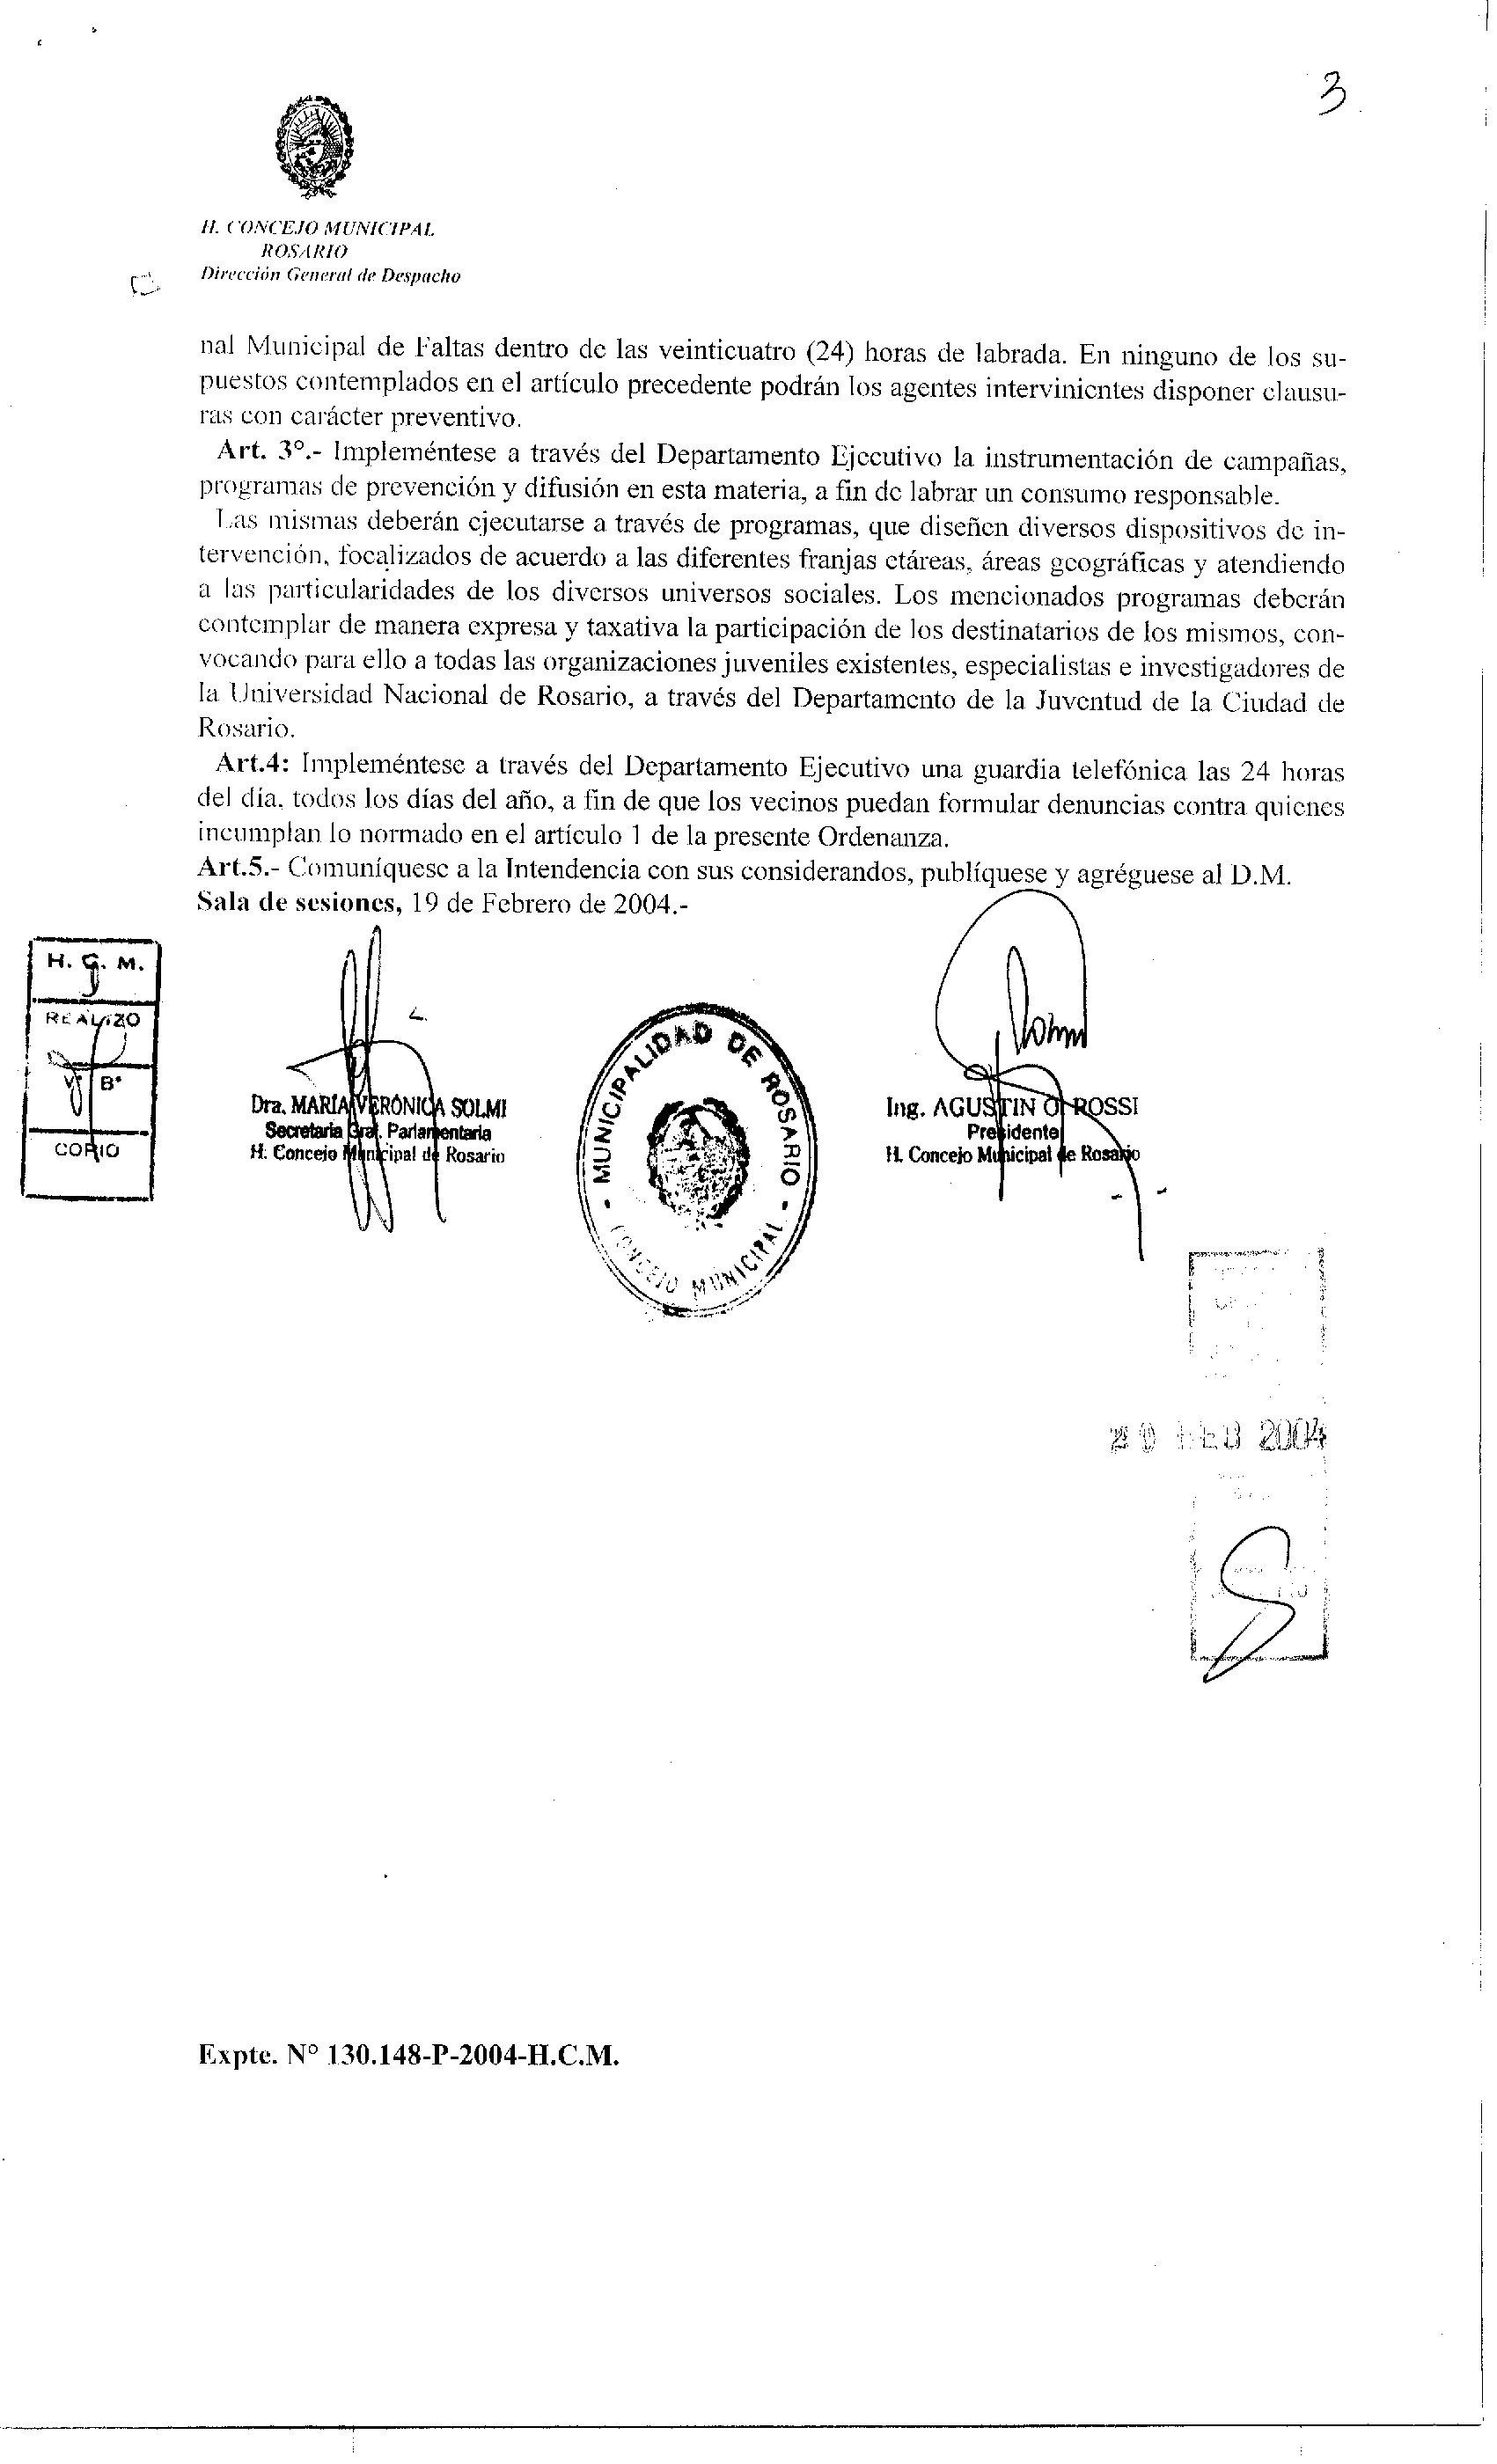 3
H. CONCEJO MUNICIPAL
ROSARIO
Dirección General de Despacho
nal Municipal de Faltas dentro de las veinticuatro (24) horas de labrada. En ninguno de los su-
puestos contemplados en el artículo precedente podrán los agentes intervinientes disponer clausu-
ras con carácter preventivo.
Art. 3°.- Impleméntese a través del Departamento Ejecutivo la instrumentación de campañas,
programas de prevención y difusión en esta materia, a fin de labrar un consumo responsable.
Las mismas deberán ejecutarse a través de programas, que diseñen diversos dispositivos de in-
tervención, focalizados de acuerdo a las diferentes franjas etáreas, áreas geográficas y atendiendo
a las particularidades de los diversos universos sociales. Los mencionados programas deberán
contemplar de manera expresa y taxativa la participación de los destinatarios de los mismos, con-
vocando para ello a todas las organizaciones juveniles existentes, especialistas e investigadores de
la Universidad Nacional de Rosario, a través del Departamento de la Juventud de la Ciudad de
Rosario.
Art.4: Impleméntese a través del Departamento Ejecutivo una guardia telefónica las 24 horas
del día, todos los días del año, a fin de que los vecinos puedan formular denuncias contra quienes
incumplan lo normado en el artículo 1 de la presente Ordenanza.
Art.5.- Comuníquese a la Intendencia con sus considerandos, publíquese y agréguese al D.M.
Sala de sesiones, 19 de Febrero de 2004.-
H. C. M.
REALIZO
V° B°
COPIO
Dra. MARIA VERÓNICA SOLMI
Secretaria Gral. Parlamentaria
H. Concejo Municipal de Rosario
MUNICIPALIDAD DE ROSARIO
CONCEJO MUNICIPAL
Ing. AGUSTIN O. ROSSI
Presidente
H. Concejo Municipal de Rosario
FEB 2004
Expte. N° 130.148-P-2004-H.C.M.